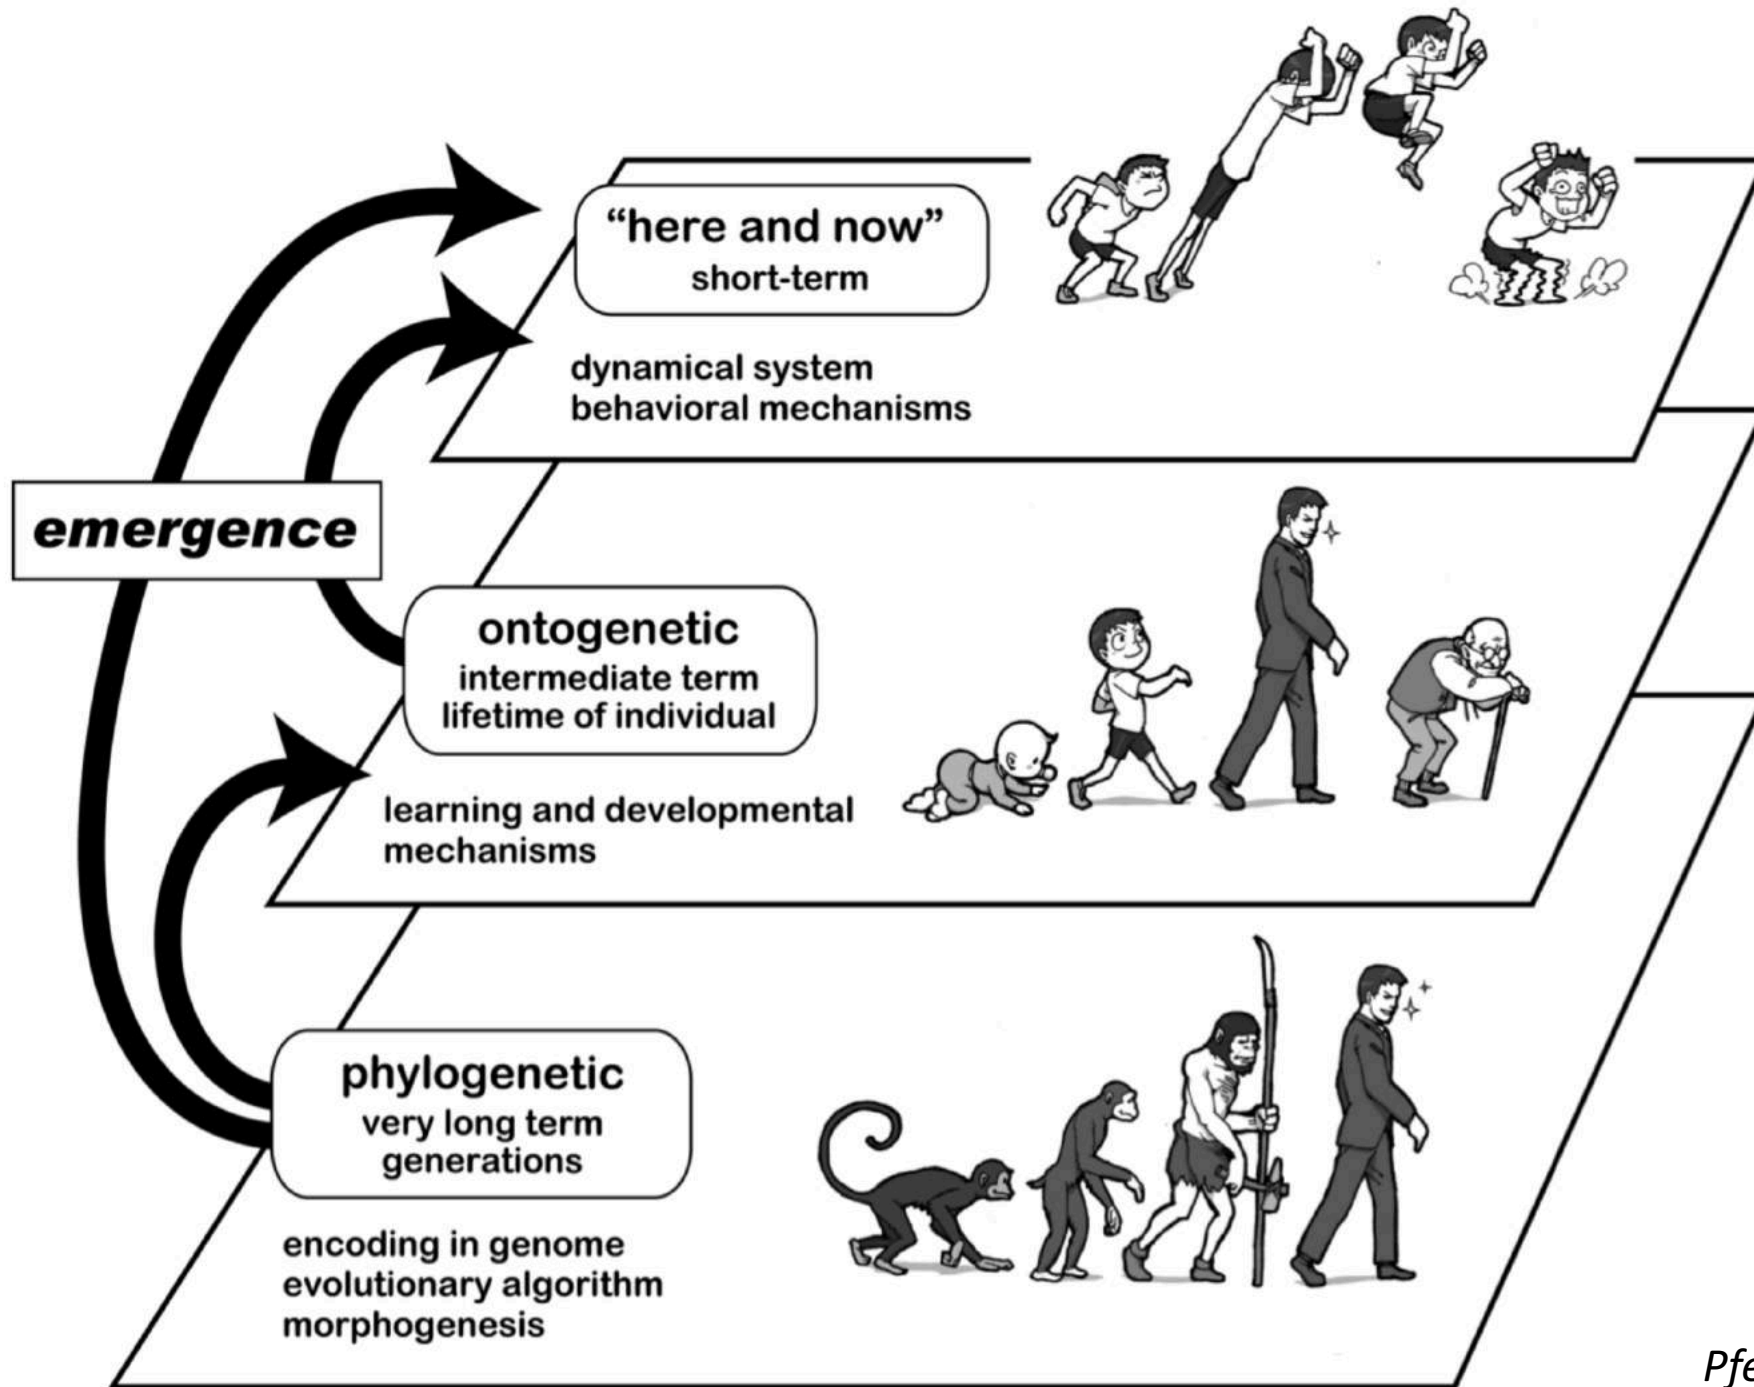 “here and now”
short-term
dynamical system
behavioral mechanisms
emergence
ontogenetic
intermediate term
lifetime of individual
learning and developmental
mechanisms
phylogenetic
very long term
generations
encoding in genome
evolutionary algorithm
morphogenesis
Pfe